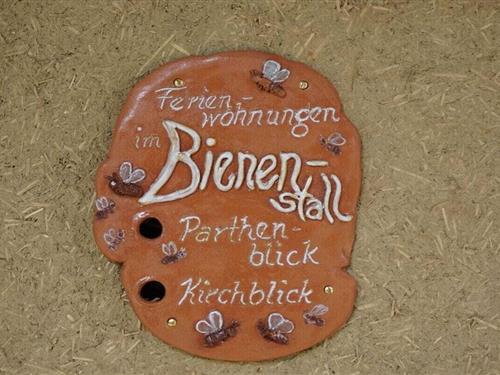 Ferien-
wohnungen
im
Bienen-
stall
Parthen-
blick
Kirchblick